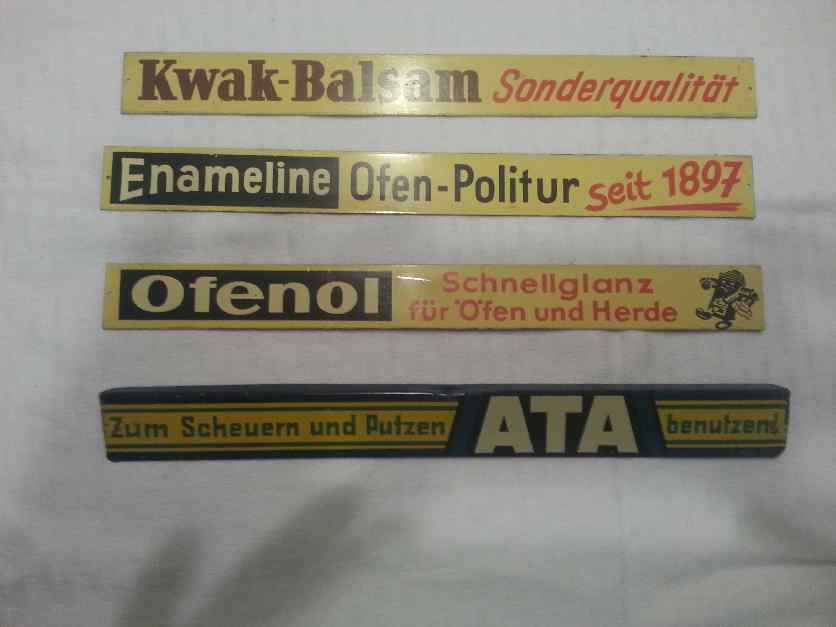 Kwak-Balsam Sonderqualität
Enameline Ofen-Politur seit 1897
Ofenol Schnellglanz
für Öfen und Herde
Zum Scheuern und Putzen ATA benutzen!